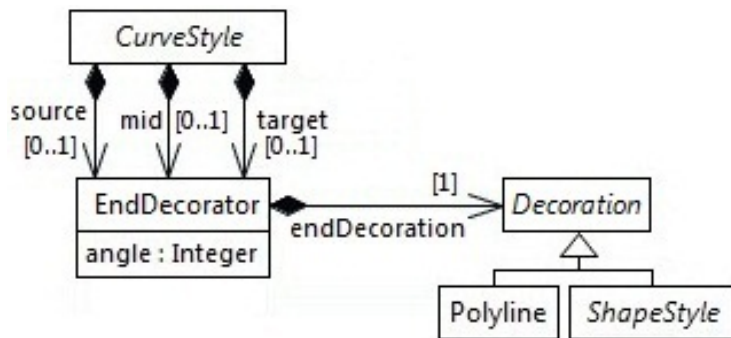 CurveStyle
source mid [0..1] target
[0..1] [0..1]
EndDecorator [1] Decoration
endDecoration
angle : Integer
Polyline ShapeStyle